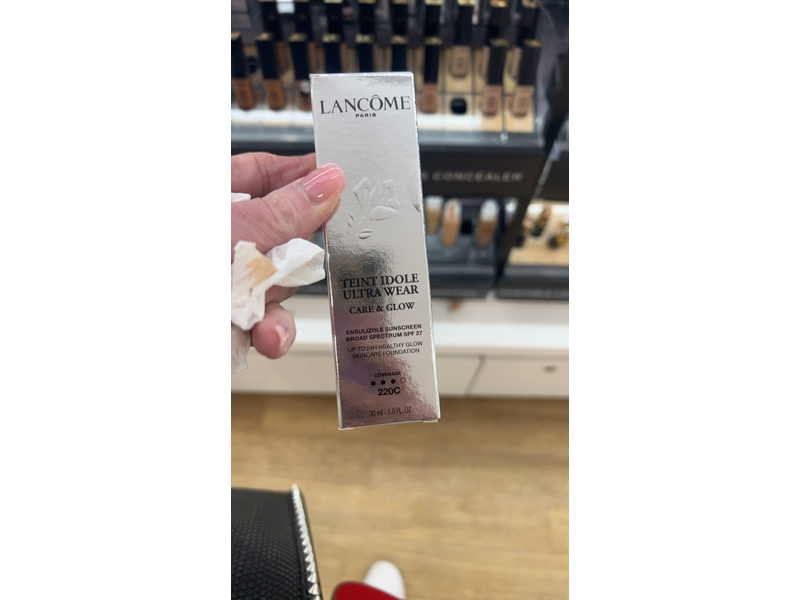 LANCÔME
PARIS
S CONCEALER
TEINT IDOLE
ULTRA WEAR
CARE & GLOW
ENSULIZOLE SUNSCREEN
BROAD SPECTRUM SPF 27
UP TO 24H HEALTHY GLOW
SKINCARE FOUNDATION
COVERAGE
220C
30 ml - 1.0 FL. OZ.